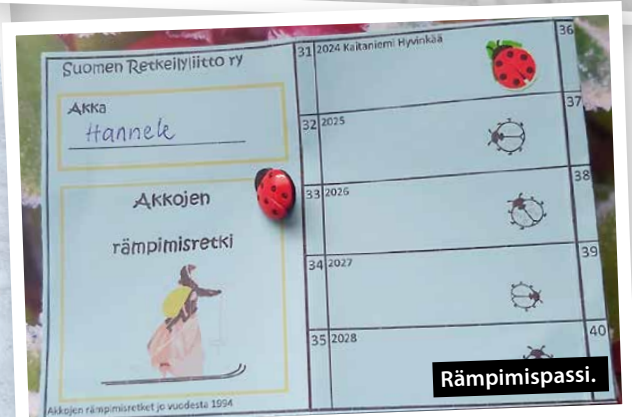 Suomen Retkeilyliitto ry
Akka
Hannele
Akkojen
rämpimisretki
Akkojen rämpimisretket jo vuodesta 1994
31 2024 Kaitaniemi Hyvinkää
32 2025
33 2026
34 2027
35 2028
36
37
38
39
40
Rämpimispassi.